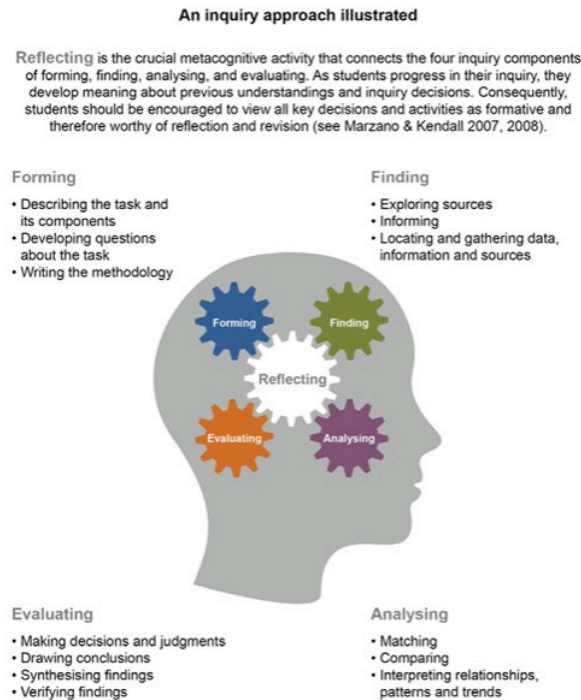 An inquiry approach illustrated
Reflecting is the crucial metacognitive activity that connects the four inquiry components
of forming, finding, analysing, and evaluating. As students progress in their inquiry, they
develop meaning about previous understandings and inquiry decisions. Consequently,
students should be encouraged to view all key decisions and activities as formative and
therefore worthy of reflection and revision (see Marzano & Kendall 2007, 2008).
Forming
• Describing the task and
its components
• Developing questions
about the task
• Writing the methodology
Finding
• Exploring sources
• Informing
• Locating and gathering data,
information and sources
Forming
Finding
Reflecting
Evaluating
Analysing
Evaluating
• Making decisions and judgments
• Drawing conclusions
• Synthesising findings
• Verifying findings
Analysing
• Matching
• Comparing
• Interpreting relationships,
patterns and trends